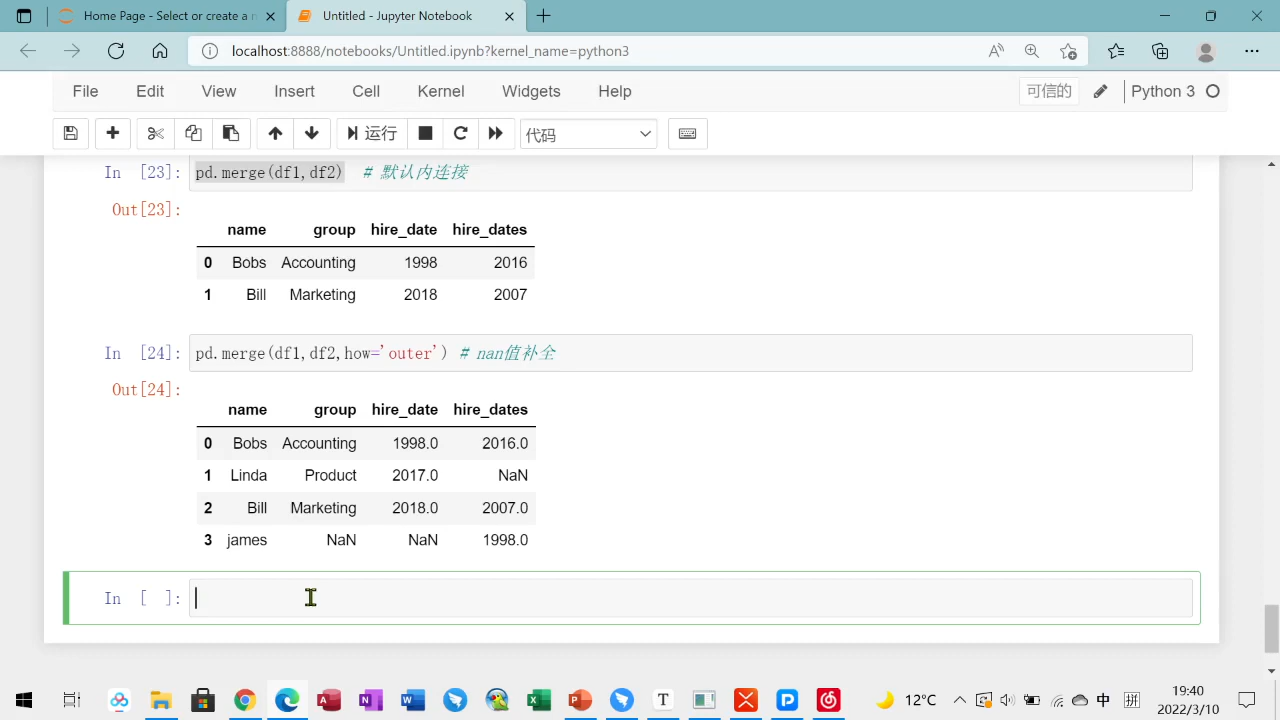 Home Page - Select or create a n
Untitled - Jupyter Notebook
localhost:8888/notebooks/Untitled.ipynb?kernel_name=python3
File Edit View Insert Cell Kernel Widgets Help 可信的 Python 3
运行 代码
In [23]: pd.merge(df1,df2) # 默认内连接
Out[23]:
name group hire_date hire_dates
0 Bobs Accounting 1998 2016
1 Bill Marketing 2018 2007
In [24]: pd.merge(df1,df2,how='outer') # nan值补全
Out[24]:
name group hire_date hire_dates
0 Bobs Accounting 1998.0 2016.0
1 Linda Product 2017.0 NaN
2 Bill Marketing 2018.0 2007.0
3 james NaN NaN 1998.0
In [ ]:
12°C 中 拼 19:40
2022/3/10